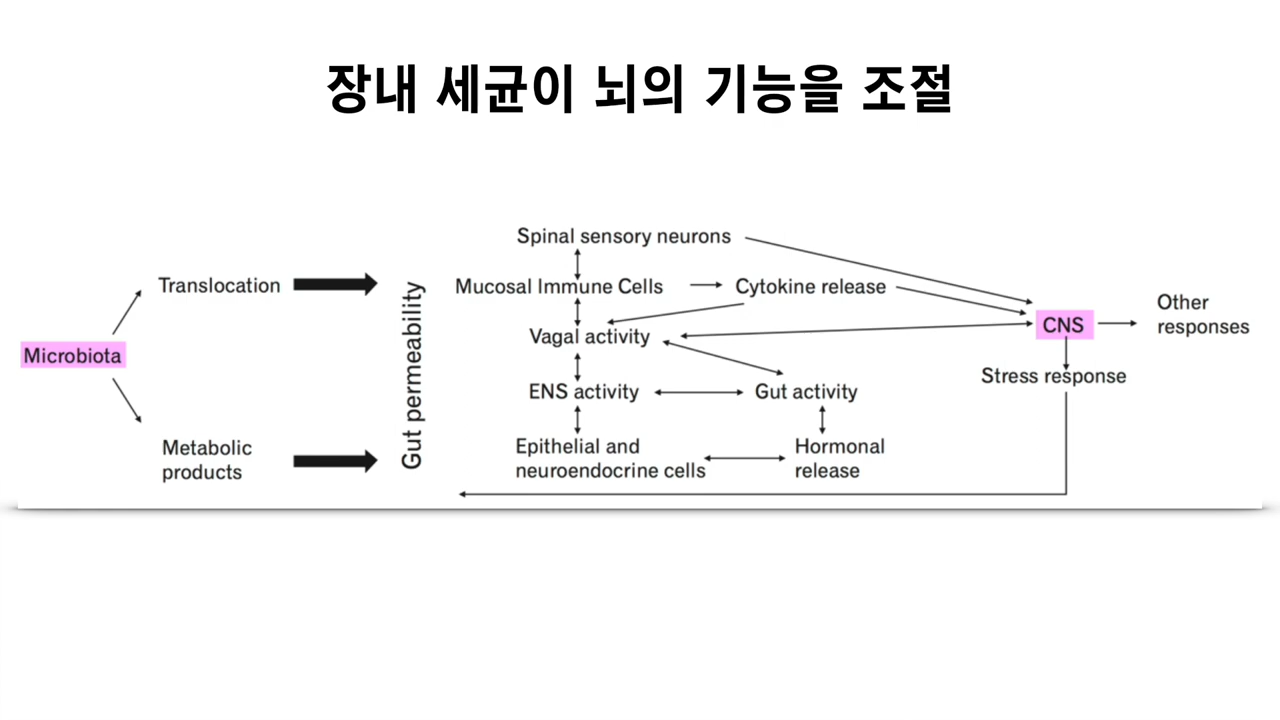 장내 세균이 뇌의 기능을 조절
Microbiota
Translocation
Metabolic
products
Gut permeability
Spinal sensory neurons
Mucosal Immune Cells
Cytokine release
Vagal activity
ENS activity
Gut activity
Epithelial and
neuroendocrine cells
Hormonal
release
CNS
Stress response
Other
responses